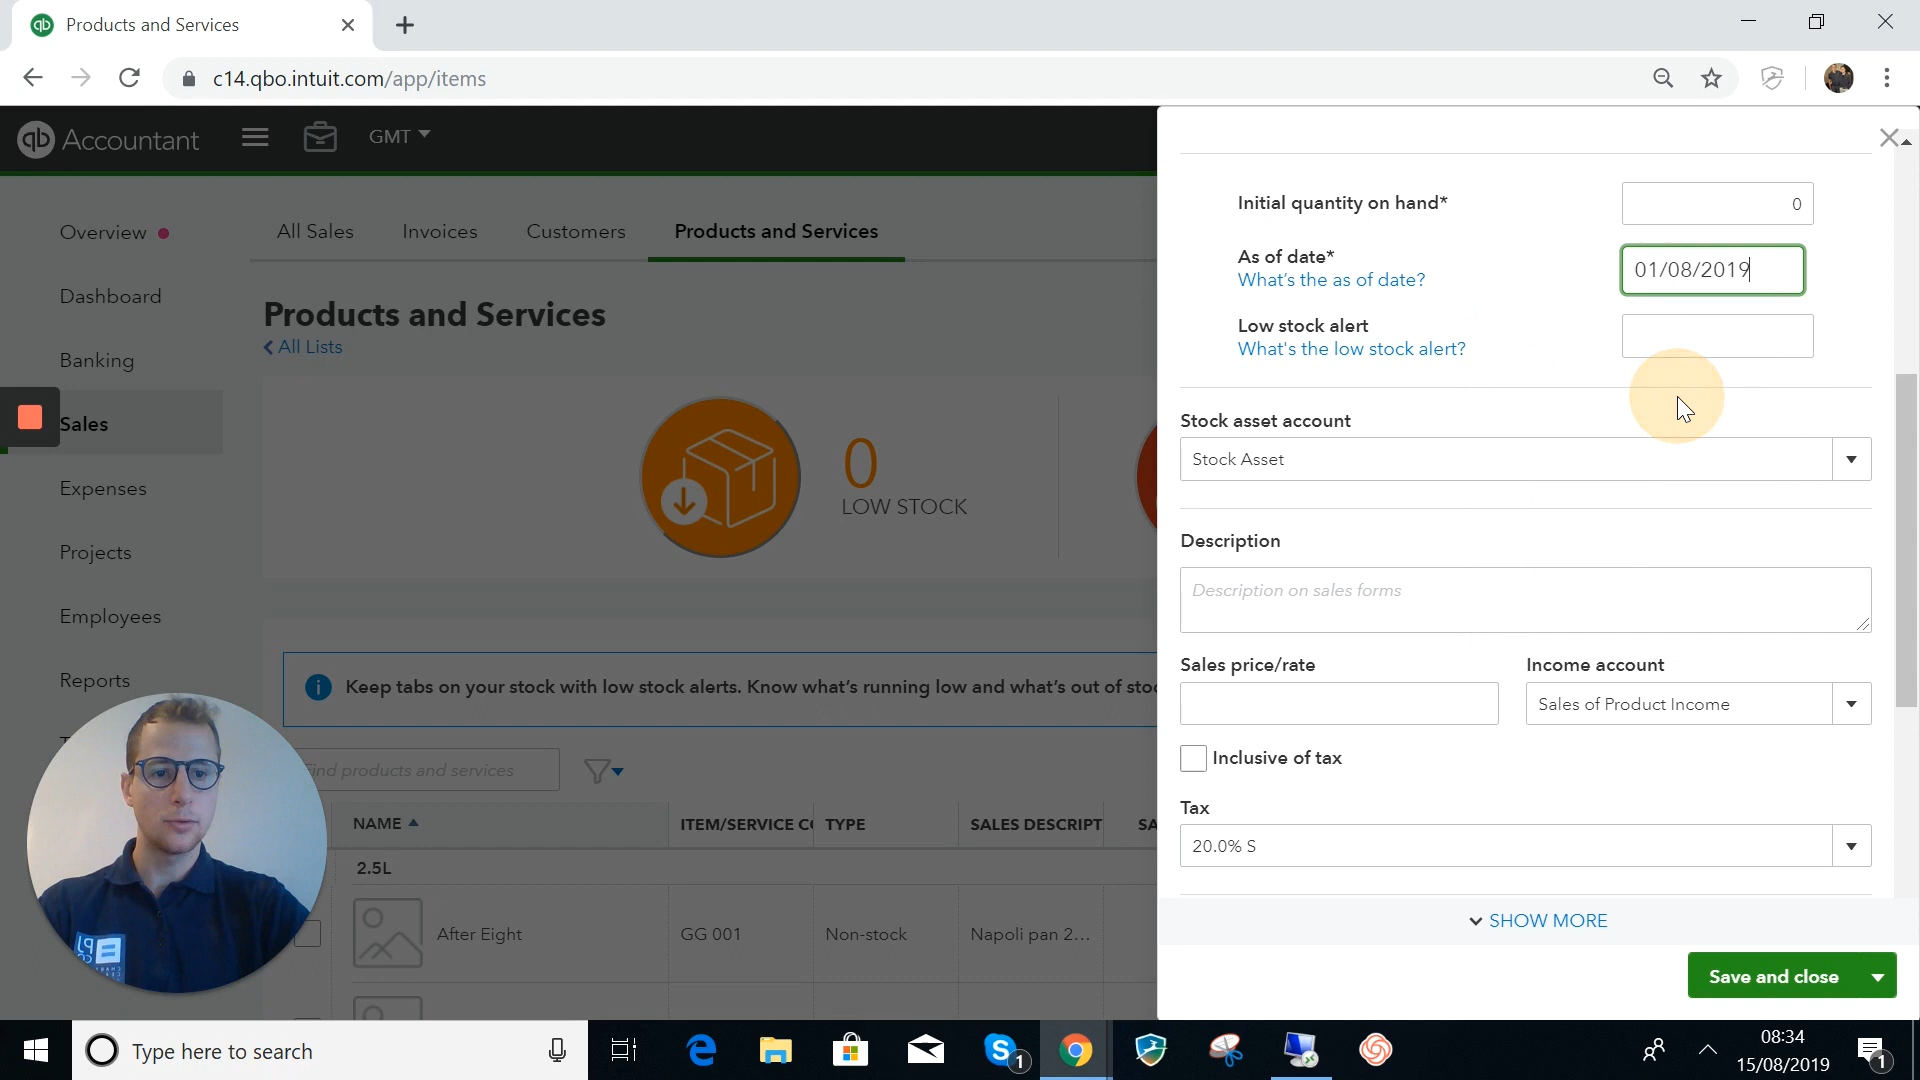 qb Products and Services
c14.qbo.intuit.com/app/items
qb Accountant
GMT
Overview
Dashboard
Banking
Sales
Expenses
Projects
Employees
Reports
All Sales
Invoices
Customers
Products and Services
Products and Services
All Lists
0
LOW STOCK
Keep tabs on your stock with low stock alerts. Know what's running low and what's out of sto
ind products and services
NAME
ITEM/SERVICE CO
TYPE
SALES DESCRIPT
SA
2.5L
After Eight
GG 001
Non-stock
Napoli pan 2...
Initial quantity on hand*
0
As of date*
What's the as of date?
01/08/2019
Low stock alert
What's the low stock alert?
Stock asset account
Stock Asset
Description
Description on sales forms
Sales price/rate
Income account
Sales of Product Income
Inclusive of tax
Tax
20.0% S
SHOW MORE
Save and close
Type here to search
1
08:34
15/08/2019
1